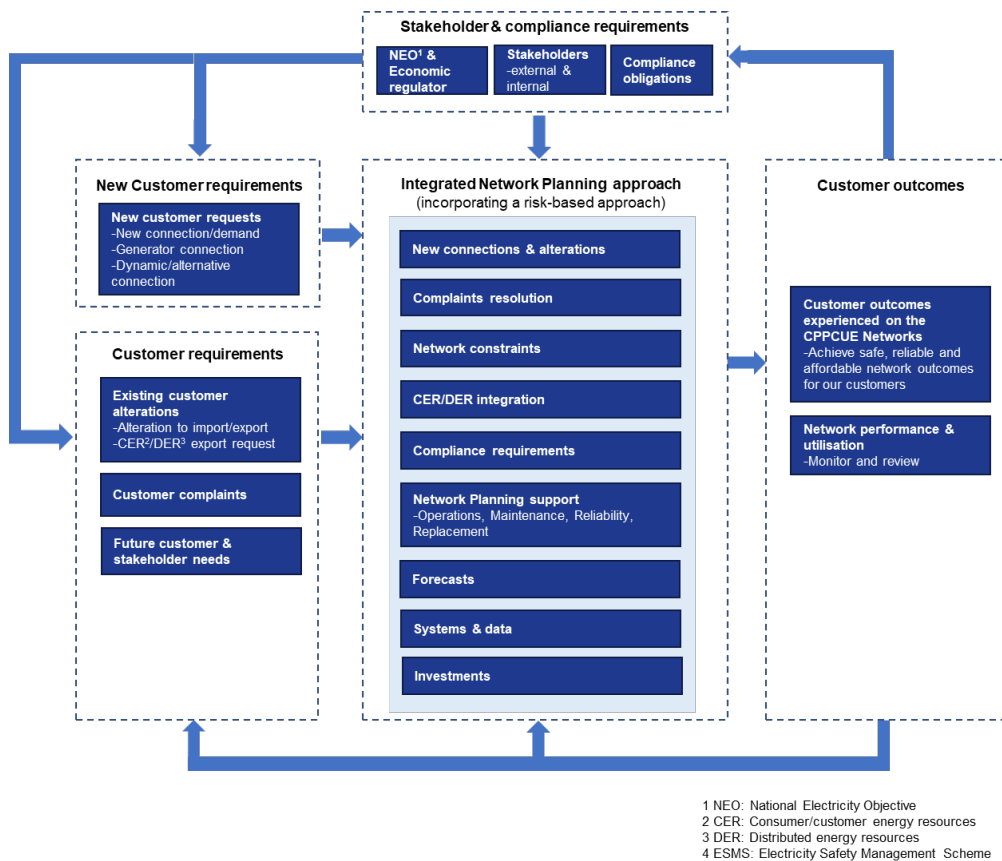 Stakeholder & compliance requirements
NEO¹ &
Economic
regulator
Stakeholders
-external &
internal
Compliance
obligations
New Customer requirements
New customer requests
-New connection/demand
-Generator connection
-Dynamic/alternative
connection
Customer requirements
Existing customer
alterations
-Alteration to import/export
-CER²/DER³ export request
Customer complaints
Future customer &
stakeholder needs
Integrated Network Planning approach
(incorporating a risk-based approach)
New connections & alterations
Complaints resolution
Network constraints
CER/DER integration
Compliance requirements
Network Planning support
-Operations, Maintenance, Reliability,
Replacement
Forecasts
Systems & data
Investments
Customer outcomes
Customer outcomes
experienced on the
CPPCUE Networks
-Achieve safe, reliable and
affordable network outcomes
for our customers
Network performance &
utilisation
-Monitor and review
1 NEO: National Electricity Objective
2 CER: Consumer/customer energy resources
3 DER: Distributed energy resources
4 ESMS: Electricity Safety Management Scheme